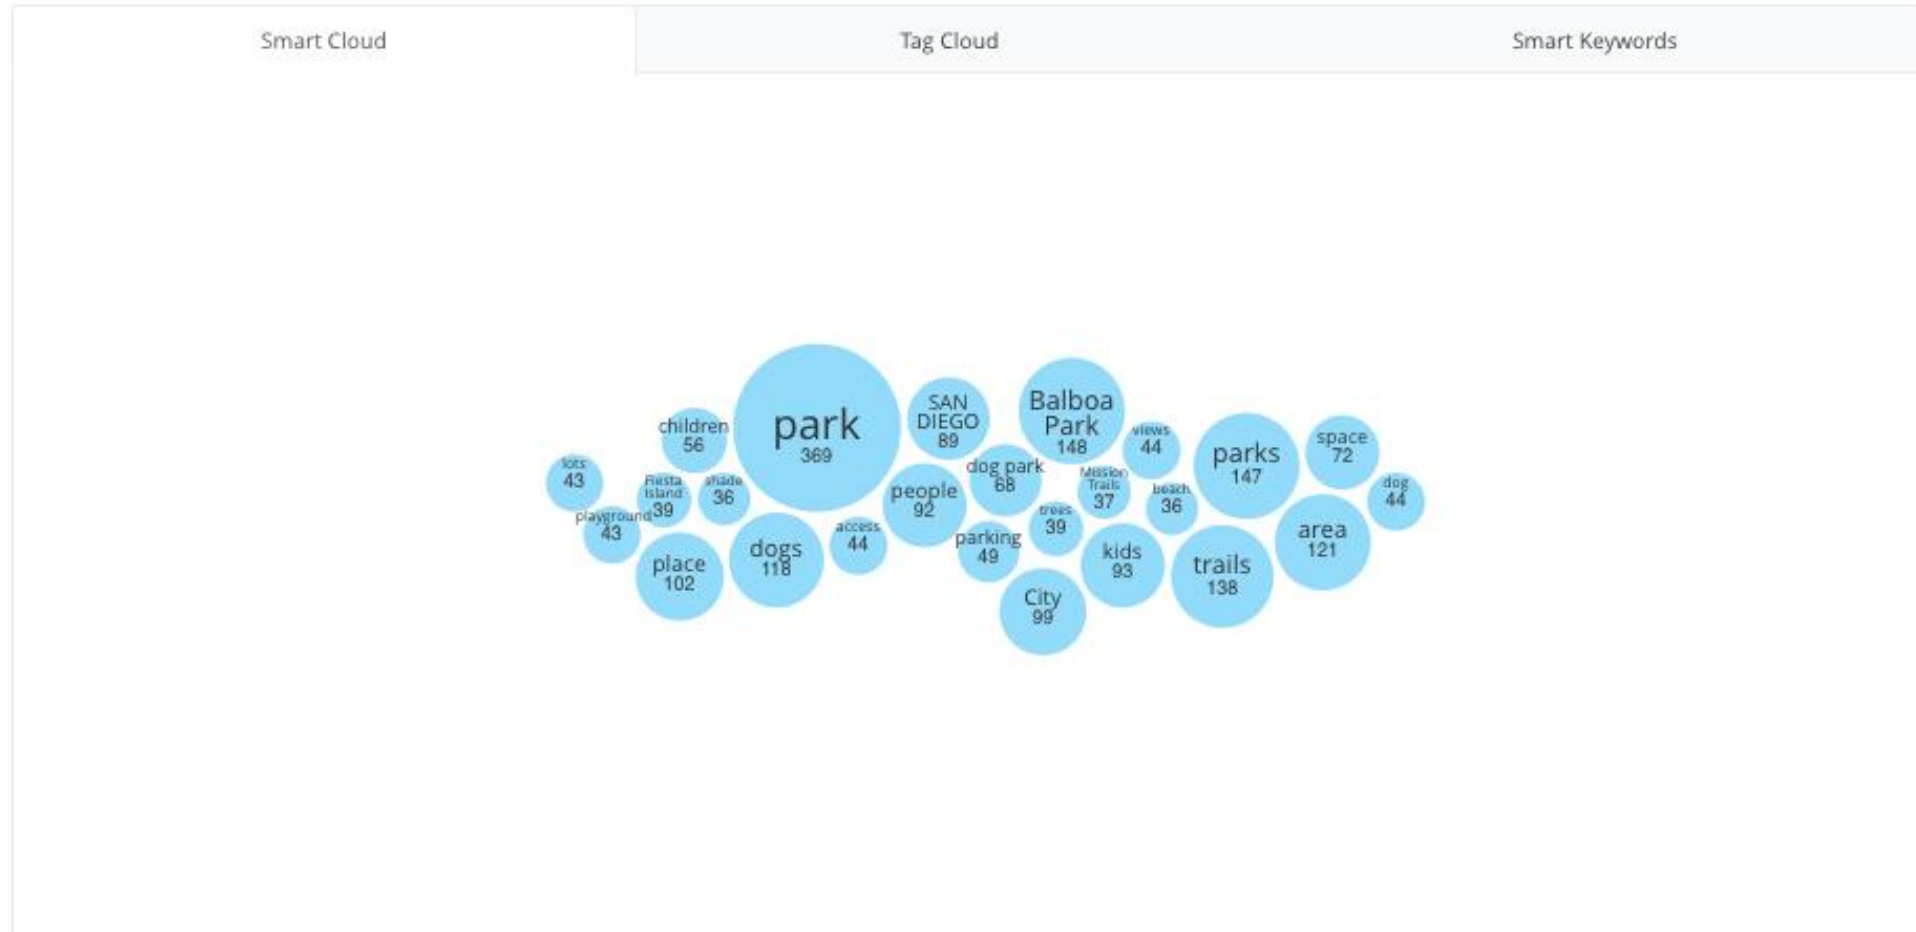 Smart Cloud
Tag Cloud
Smart Keywords
park
369
SAN
DIEGO
89
Balboa
Park
148
children
56
views
44
parks
147
space
72
lots
43
Fiesta
Island
39
shade
36
people
92
dog park
68
Mission
Trails
37
beach
36
dog
44
playground
43
access
44
trees
39
parking
49
area
121
place
102
dogs
118
kids
93
trails
138
City
99